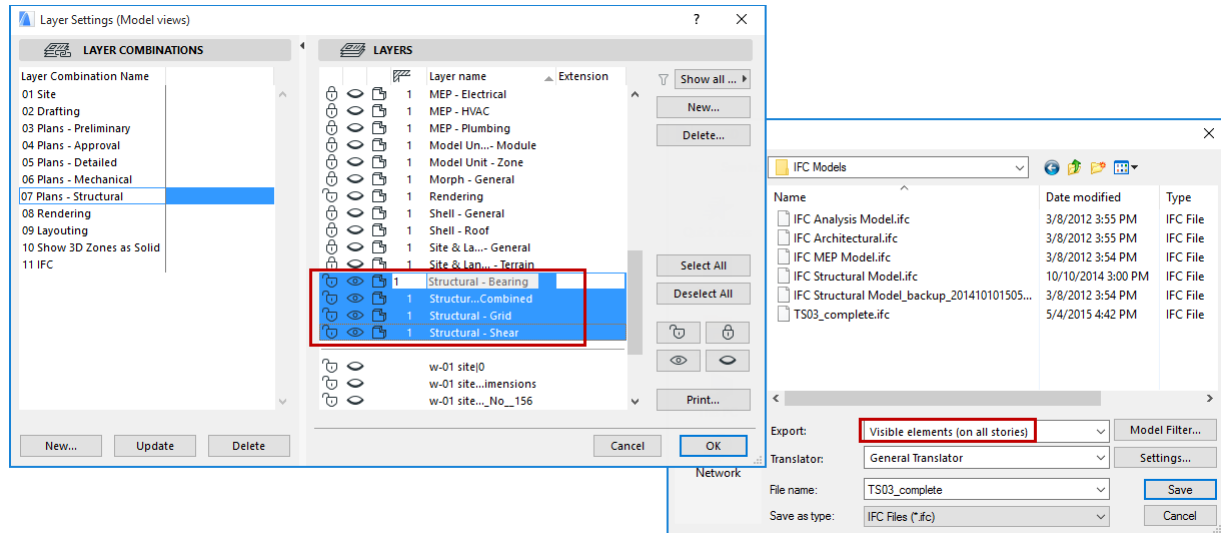 Layer Settings (Model views)
? X
LAYER COMBINATIONS
Layer Combination Name
01 Site
02 Drafting
03 Plans - Preliminary
04 Plans - Approval
05 Plans - Detailed
06 Plans - Mechanical
07 Plans - Structural
08 Rendering
09 Layouting
10 Show 3D Zones as Solid
11 IFC
New...
Update
Delete
LAYERS
Layer name Extension
1 MEP - Electrical
1 MEP - HVAC
1 MEP - Plumbing
1 Model Un...- Module
1 Model Unit - Zone
1 Morph - General
1 Rendering
1 Shell - General
1 Shell - Roof
1 Site & La...- General
1 Site & Lan... - Terrain
1 Structural - Bearing
1 Structur...Combined
1 Structural - Grid
1 Structural - Shear
w-01 site|0
w-01 site...imensions
w-01 site..._No__156
Show all ...
New...
Delete...
Select All
Deselect All
Print...
Cancel
OK
IFC Models
Name Date modified Type
IFC Analysis Model.ifc 3/8/2012 3:55 PM IFC File
IFC Architectural.ifc 3/8/2012 3:55 PM IFC File
IFC MEP Model.ifc 3/8/2012 3:54 PM IFC File
IFC Structural Model.ifc 10/10/2014 3:00 PM IFC File
IFC Structural Model_backup_201410101505... 3/8/2012 3:54 PM IFC File
TS03_complete.ifc 5/4/2015 4:42 PM IFC File
Network
Export: Visible elements (on all stories) Model Filter...
Translator: General Translator Settings...
File name: TS03_complete Save
Save as type: IFC Files (*.ifc) Cancel